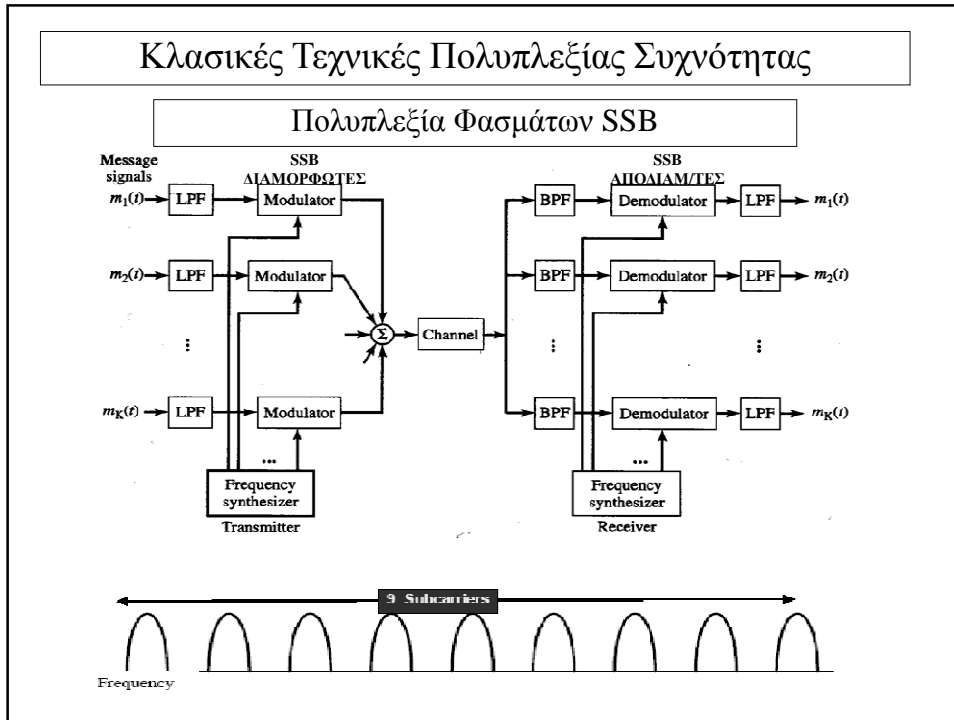 Κλασικές Τεχνικές Πολυπλεξίας Συχνότητας
Πολυπλεξία Φασμάτων SSB
Message
signals
SSB
ΔΙΑΜΟΡΦΩΤΕΣ
SSB
ΑΠΟΔΙΑΜ/ΤΕΣ
m₁(t) LPF Modulator BPF Demodulator LPF m₁(t)
m₂(t) LPF Modulator BPF Demodulator LPF m₂(t)
Σ Channel
⋮ ⋮ ⋮
m_K(t) LPF Modulator BPF Demodulator LPF m_K(t)
... ...
Frequency
synthesizer
Transmitter
Frequency
synthesizer
Receiver
9 Subcarriers
Frequency